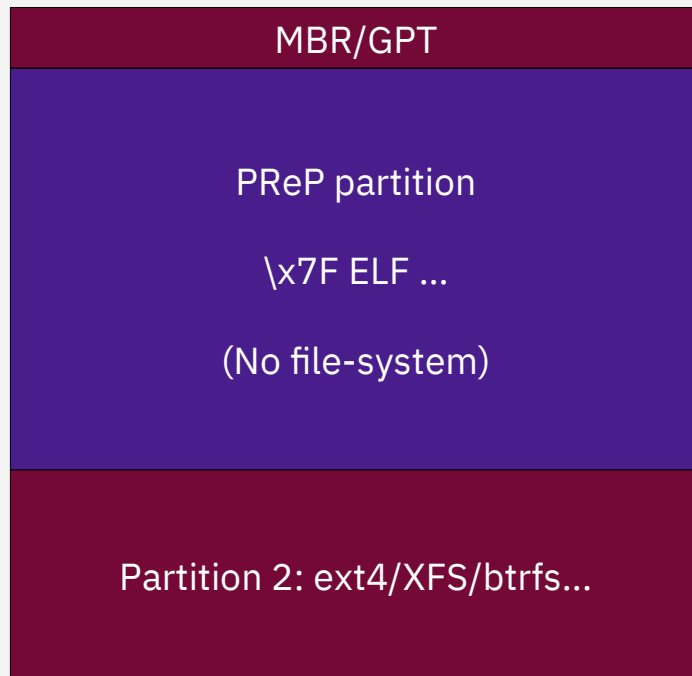 MBR/GPT
PReP partition
\x7F ELF ...
(No file-system)
Partition 2: ext4/XFS/btrfs...